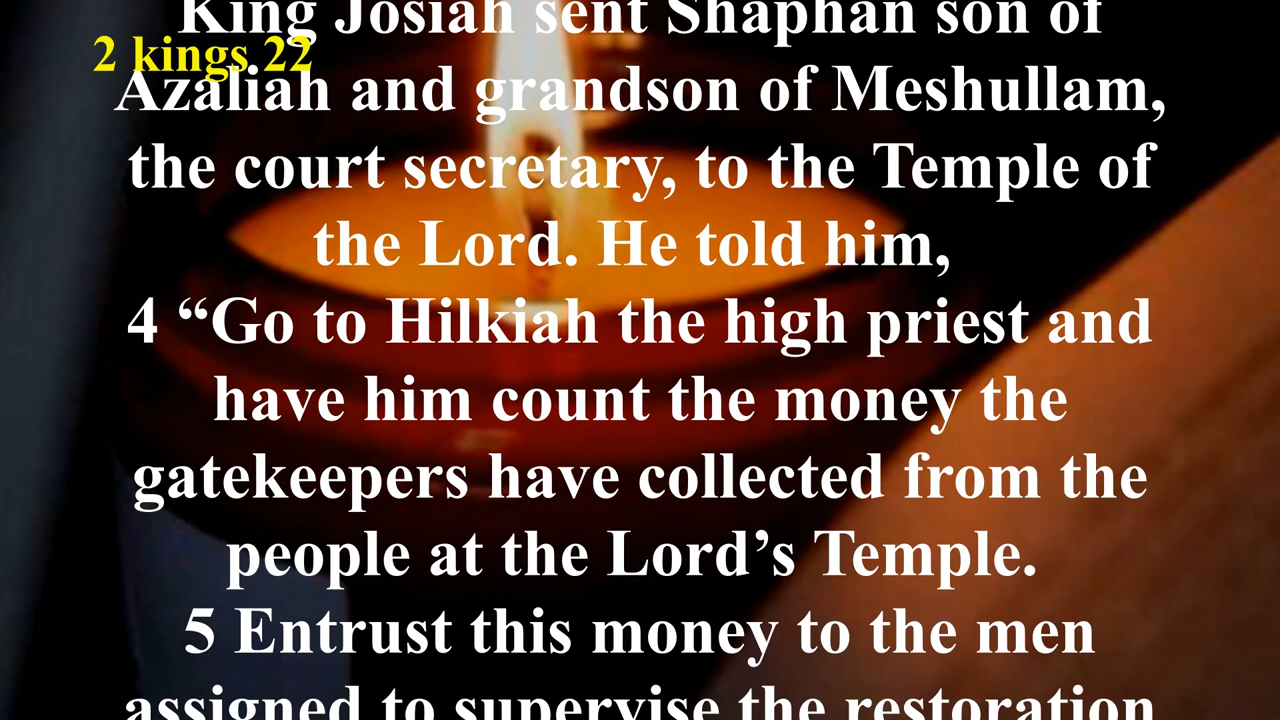 King Josiah sent Shaphan son of
2 kings 22
Azaliah and grandson of Meshullam,
the court secretary, to the Temple of
the Lord. He told him,
4 “Go to Hilkiah the high priest and
have him count the money the
gatekeepers have collected from the
people at the Lord’s Temple.
5 Entrust this money to the men
assigned to supervise the restoration